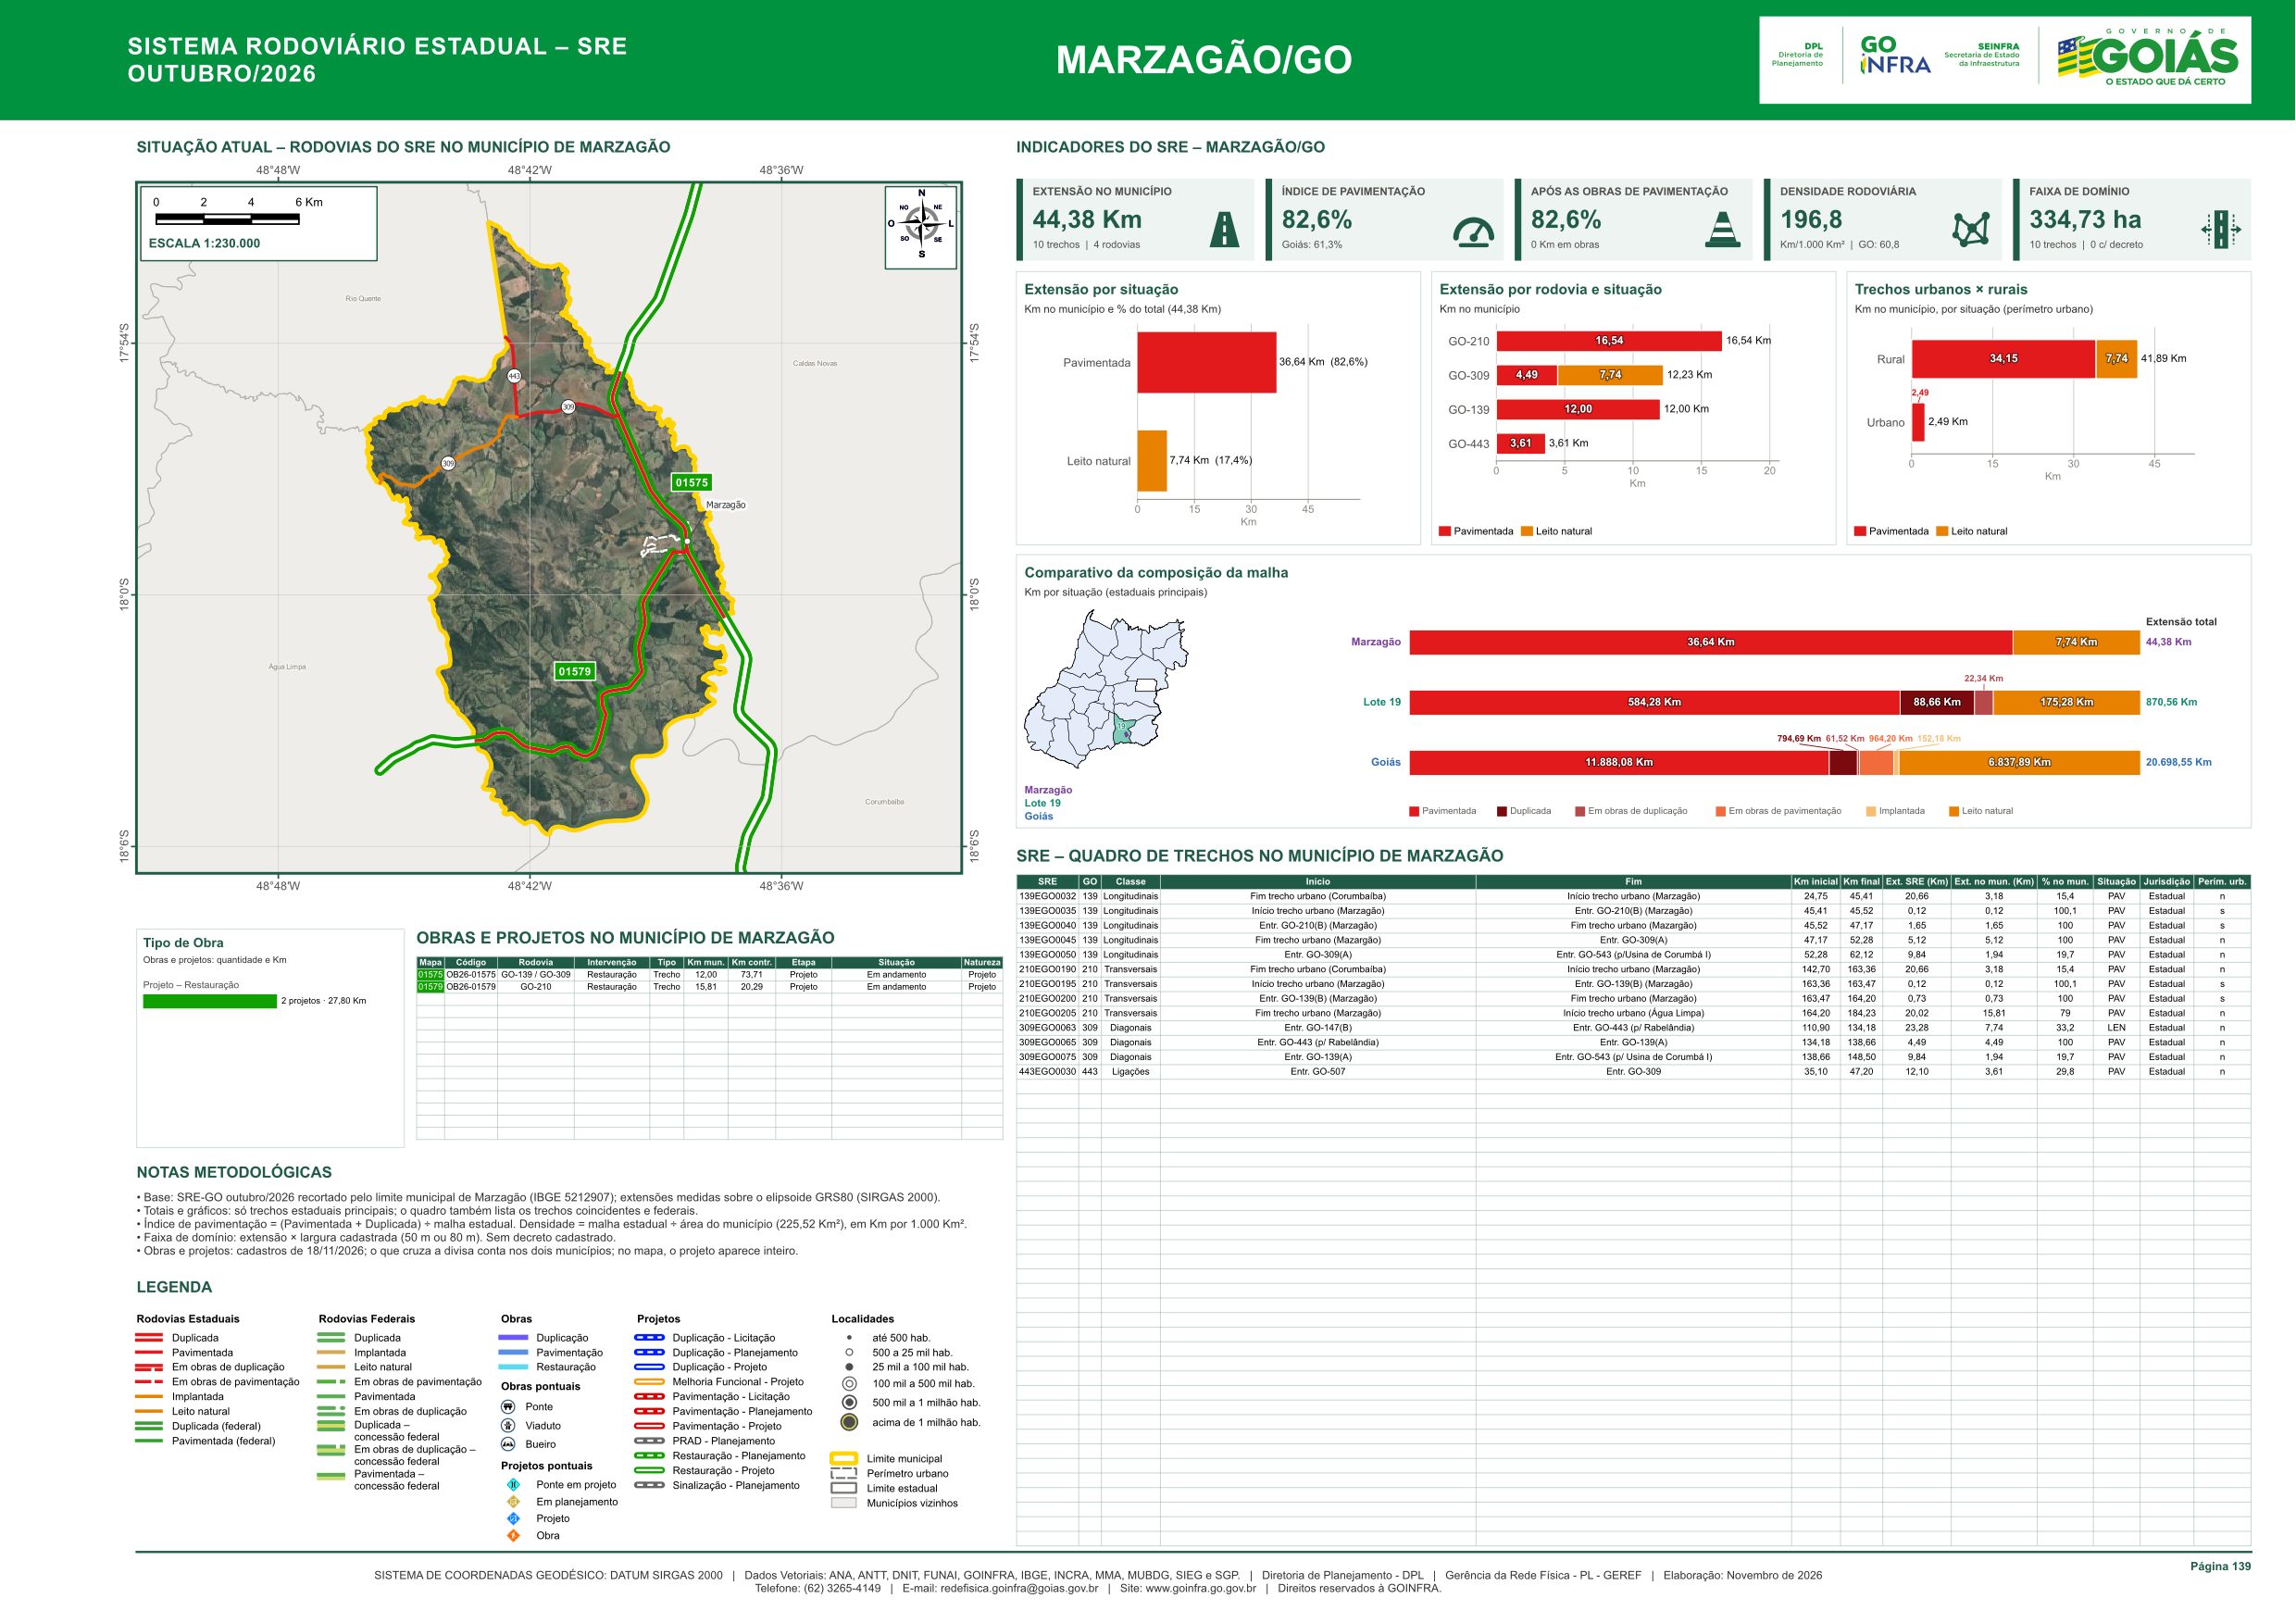 SISTEMA RODOVIÁRIO ESTADUAL – SRE
OUTUBRO/2026
MARZAGÃO/GO
DPL
Diretoria de
Planejamento
GO
iNFRA
SEINFRA
Secretaria de Estado
da Infraestrutura
GOVERNO DE
GOIÁS
O ESTADO QUE DÁ CERTO
SITUAÇÃO ATUAL – RODOVIAS DO SRE NO MUNICÍPIO DE MARZAGÃO
48°48'W 48°42'W 48°36'W
0 2 4 6 Km
ESCALA 1:230.000
N
NO NE
O L
SO SE
S
Rio Quente
17°54'S 17°54'S
Caldas Novas
443
309
309
01575
Marzagão
18°0'S 18°0'S
Água Limpa
01579
Corumbaíba
18°6'S 18°6'S
48°48'W 48°42'W 48°36'W
Tipo de Obra
Obras e projetos: quantidade e Km
Projeto – Restauração
2 projetos · 27,80 Km
OBRAS E PROJETOS NO MUNICÍPIO DE MARZAGÃO
Mapa Código Rodovia Intervenção Tipo Km mun. Km contr. Etapa Situação Natureza
01575 OB26-01575 GO-139 / GO-309 Restauração Trecho 12,00 73,71 Projeto Em andamento Projeto
01579 OB26-01579 GO-210 Restauração Trecho 15,81 20,29 Projeto Em andamento Projeto
NOTAS METODOLÓGICAS
• Base: SRE-GO outubro/2026 recortado pelo limite municipal de Marzagão (IBGE 5212907); extensões medidas sobre o elipsoide GRS80 (SIRGAS 2000).
• Totais e gráficos: só trechos estaduais principais; o quadro também lista os trechos coincidentes e federais.
• Índice de pavimentação = (Pavimentada + Duplicada) ÷ malha estadual. Densidade = malha estadual ÷ área do município (225,52 Km²), em Km por 1.000 Km².
• Faixa de domínio: extensão × largura cadastrada (50 m ou 80 m). Sem decreto cadastrado.
• Obras e projetos: cadastros de 18/11/2026; o que cruza a divisa conta nos dois municípios; no mapa, o projeto aparece inteiro.
LEGENDA
Rodovias Estaduais
Duplicada
Pavimentada
Em obras de duplicação
Em obras de pavimentação
Implantada
Leito natural
Duplicada (federal)
Pavimentada (federal)
Rodovias Federais
Duplicada
Implantada
Leito natural
Em obras de pavimentação
Pavimentada
Em obras de duplicação
Duplicada –
concessão federal
Em obras de duplicação –
concessão federal
Pavimentada –
concessão federal
Obras
Duplicação
Pavimentação
Restauração
Obras pontuais
Ponte
Viaduto
Bueiro
Projetos pontuais
Ponte em projeto
Em planejamento
Projeto
Obra
Projetos
Duplicação - Licitação
Duplicação - Planejamento
Duplicação - Projeto
Melhoria Funcional - Projeto
Pavimentação - Licitação
Pavimentação - Planejamento
Pavimentação - Projeto
PRAD - Planejamento
Restauração - Planejamento
Restauração - Projeto
Sinalização - Planejamento
Localidades
até 500 hab.
500 a 25 mil hab.
25 mil a 100 mil hab.
100 mil a 500 mil hab.
500 mil a 1 milhão hab.
acima de 1 milhão hab.
Limite municipal
Perímetro urbano
Limite estadual
Municípios vizinhos
INDICADORES DO SRE – MARZAGÃO/GO
EXTENSÃO NO MUNICÍPIO
44,38 Km
10 trechos | 4 rodovias
ÍNDICE DE PAVIMENTAÇÃO
82,6%
Goiás: 61,3%
APÓS AS OBRAS DE PAVIMENTAÇÃO
82,6%
0 Km em obras
DENSIDADE RODOVIÁRIA
196,8
Km/1.000 Km² | GO: 60,8
FAIXA DE DOMÍNIO
334,73 ha
10 trechos | 0 c/ decreto
Extensão por situação
Km no município e % do total (44,38 Km)
Pavimentada 36,64 Km (82,6%)
Leito natural 7,74 Km (17,4%)
0 15 30 45
Km
Extensão por rodovia e situação
Km no município
GO-210 16,54 16,54 Km
GO-309 4,49 7,74 12,23 Km
GO-139 12,00 12,00 Km
GO-443 3,61 3,61 Km
0 5 10 15 20
Km
Pavimentada Leito natural
Trechos urbanos × rurais
Km no município, por situação (perímetro urbano)
Rural 34,15 7,74 41,89 Km
2,49
Urbano 2,49 Km
0 15 30 45
Km
Pavimentada Leito natural
Comparativo da composição da malha
Km por situação (estaduais principais)
19
Marzagão
Lote 19
Goiás
Extensão total
Marzagão 36,64 Km 7,74 Km 44,38 Km
22,34 Km
Lote 19 584,28 Km 88,66 Km 175,28 Km 870,56 Km
794,69 Km 61,52 Km 964,20 Km 152,18 Km
Goiás 11.888,08 Km 6.837,89 Km 20.698,55 Km
Pavimentada Duplicada Em obras de duplicação Em obras de pavimentação Implantada Leito natural
SRE – QUADRO DE TRECHOS NO MUNICÍPIO DE MARZAGÃO
SRE GO Classe Início Fim Km inicial Km final Ext. SRE (Km) Ext. no mun. (Km) % no mun. Situação Jurisdição Perím. urb.
139EGO0032 139 Longitudinais Fim trecho urbano (Corumbaíba) Início trecho urbano (Marzagão) 24,75 45,41 20,66 3,18 15,4 PAV Estadual n
139EGO0035 139 Longitudinais Início trecho urbano (Marzagão) Entr. GO-210(B) (Marzagão) 45,41 45,52 0,12 0,12 100,1 PAV Estadual s
139EGO0040 139 Longitudinais Entr. GO-210(B) (Marzagão) Fim trecho urbano (Mazargão) 45,52 47,17 1,65 1,65 100 PAV Estadual s
139EGO0045 139 Longitudinais Fim trecho urbano (Mazargão) Entr. GO-309(A) 47,17 52,28 5,12 5,12 100 PAV Estadual n
139EGO0050 139 Longitudinais Entr. GO-309(A) Entr. GO-543 (p/Usina de Corumbá I) 52,28 62,12 9,84 1,94 19,7 PAV Estadual n
210EGO0190 210 Transversais Fim trecho urbano (Corumbaíba) Início trecho urbano (Marzagão) 142,70 163,36 20,66 3,18 15,4 PAV Estadual n
210EGO0195 210 Transversais Início trecho urbano (Marzagão) Entr. GO-139(B) (Marzagão) 163,36 163,47 0,12 0,12 100,1 PAV Estadual s
210EGO0200 210 Transversais Entr. GO-139(B) (Marzagão) Fim trecho urbano (Marzagão) 163,47 164,20 0,73 0,73 100 PAV Estadual s
210EGO0205 210 Transversais Fim trecho urbano (Marzagão) Início trecho urbano (Água Limpa) 164,20 184,23 20,02 15,81 79 PAV Estadual n
309EGO0063 309 Diagonais Entr. GO-147(B) Entr. GO-443 (p/ Rabelândia) 110,90 134,18 23,28 7,74 33,2 LEN Estadual n
309EGO0065 309 Diagonais Entr. GO-443 (p/ Rabelândia) Entr. GO-139(A) 134,18 138,66 4,49 4,49 100 PAV Estadual n
309EGO0075 309 Diagonais Entr. GO-139(A) Entr. GO-543 (p/ Usina de Corumbá I) 138,66 148,50 9,84 1,94 19,7 PAV Estadual n
443EGO0030 443 Ligações Entr. GO-507 Entr. GO-309 35,10 47,20 12,10 3,61 29,8 PAV Estadual n
SISTEMA DE COORDENADAS GEODÉSICO: DATUM SIRGAS 2000 | Dados Vetoriais: ANA, ANTT, DNIT, FUNAI, GOINFRA, IBGE, INCRA, MMA, MUBDG, SIEG e SGP. | Diretoria de Planejamento - DPL | Gerência da Rede Física - PL - GEREF | Elaboração: Novembro de 2026
Telefone: (62) 3265-4149 | E-mail: redefisica.goinfra@goias.gov.br | Site: www.goinfra.go.gov.br | Direitos reservados à GOINFRA.
Página 139